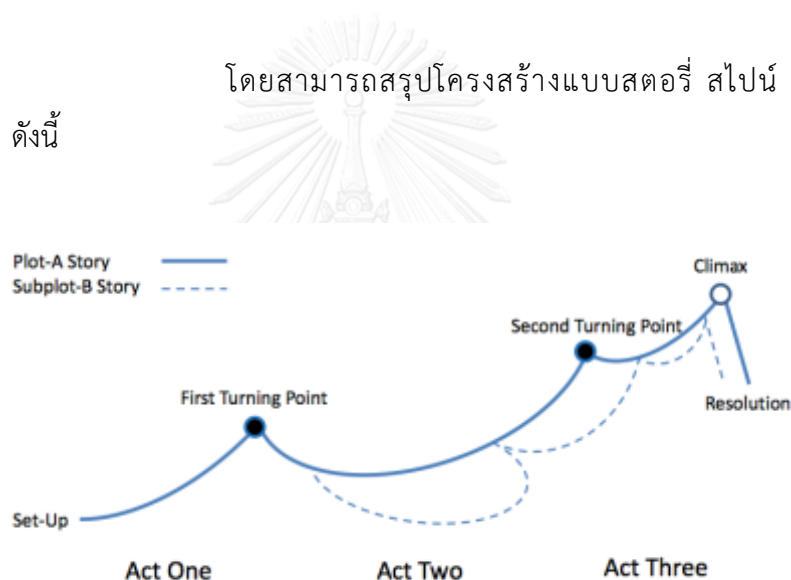 โดยสามารถสรุปโครงสร้างแบบสตอรี่ สไปน์
ดังนี้
Plot-A Story
Subplot-B Story
Climax
Second Turning Point
First Turning Point
Resolution
Set-Up
Act One
Act Two
Act Three